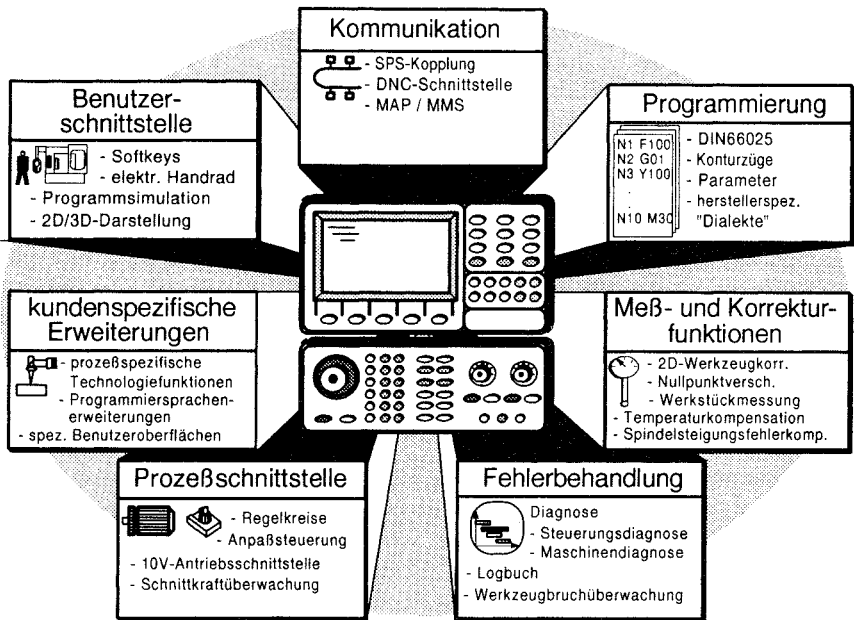 Kommunikation
- SPS-Kopplung
- DNC-Schnittstelle
- MAP / MMS
Benutzer-
schnittstelle
- Softkeys
- elektr. Handrad
- Programmsimulation
- 2D/3D-Darstellung
Programmierung
N1 F100
N2 G01
N3 Y100
.
N10 M30
- DIN66025
- Konturzüge
- Parameter
- herstellerspez.
"Dialekte"
kundenspezifische
Erweiterungen
- prozeßspezifische
Technologiefunktionen
- Programmiersprachen-
erweiterungen
- spez. Benutzeroberflächen
Meß- und Korrektur-
funktionen
- 2D-Werkzeugkorr.
- Nullpunktversch.
- Werkstückmessung
- Temperaturkompensation
- Spindelsteigungsfehlerkomp.
Prozeßschnittstelle
- Regelkreise
- Anpaßsteuerung
- 10V-Antriebsschnittstelle
- Schnittkraftüberwachung
Fehlerbehandlung
Diagnose
- Steuerungsdiagnose
- Maschinendiagnose
- Logbuch
- Werkzeugbruchüberwachung